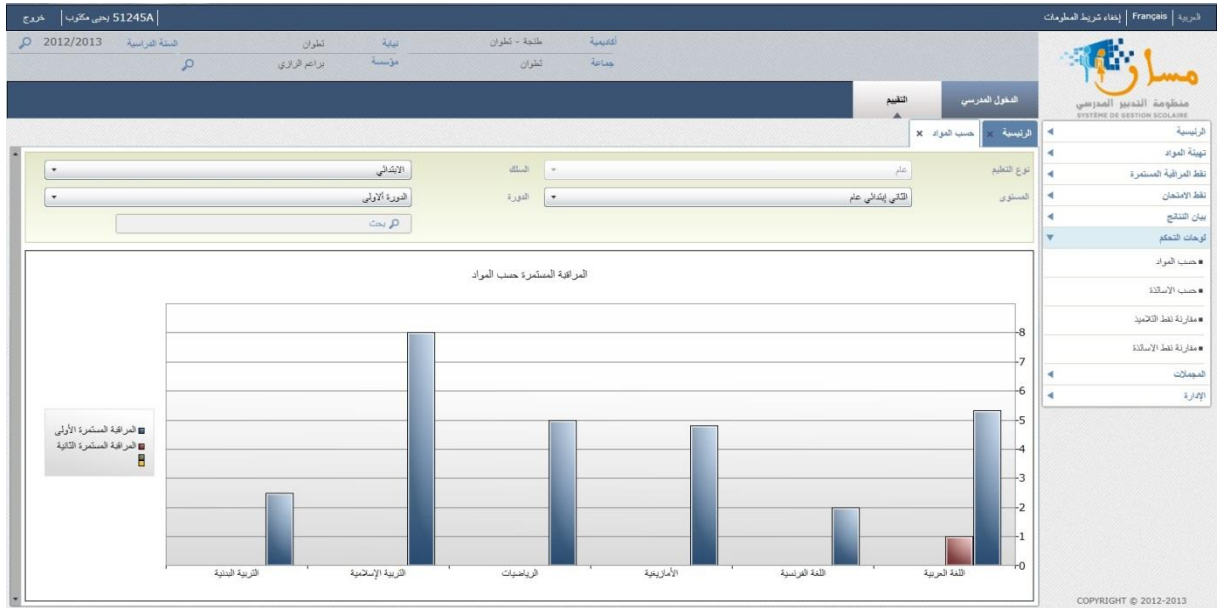 العربية | Français | إخفاء شريط المعلومات
51245A يحيى مكتوب | خروج
أكاديمية طنجة - تطوان نيابة تطوان السنة الدراسية 2012/2013
جماعة تطوان مؤسسة براعم الرازي
مسار
منظومة التدبير المدرسي
SYSTÈME DE GESTION SCOLAIRE
الدخول المدرسي التقييم
الرئيسية x حسب المواد x
الرئيسية
تهيئة المواد
نقط المراقبة المستمرة
نقط الامتحان
بيان النتائج
لوحات التحكم
حسب المواد
حسب الاساتذة
مقارنة نقط التلاميذ
مقارنة نقط الاساتذة
المجملات
الإدارة
نوع التعليم عام السلك الابتدائي
المستوى الثاني إبتدائي عام الدورة الدورة ألاولى
بحث
المراقبة المستمرة حسب المواد
8
7
6
5
4
3
2
1
0
اللغة العربية اللغة الفرنسية الأمازيغية الرياضيات التربية الإسلامية التربية البدنية
المراقبة المستمرة الأولى
المراقبة المستمرة الثانية
COPYRIGHT © 2012-2013